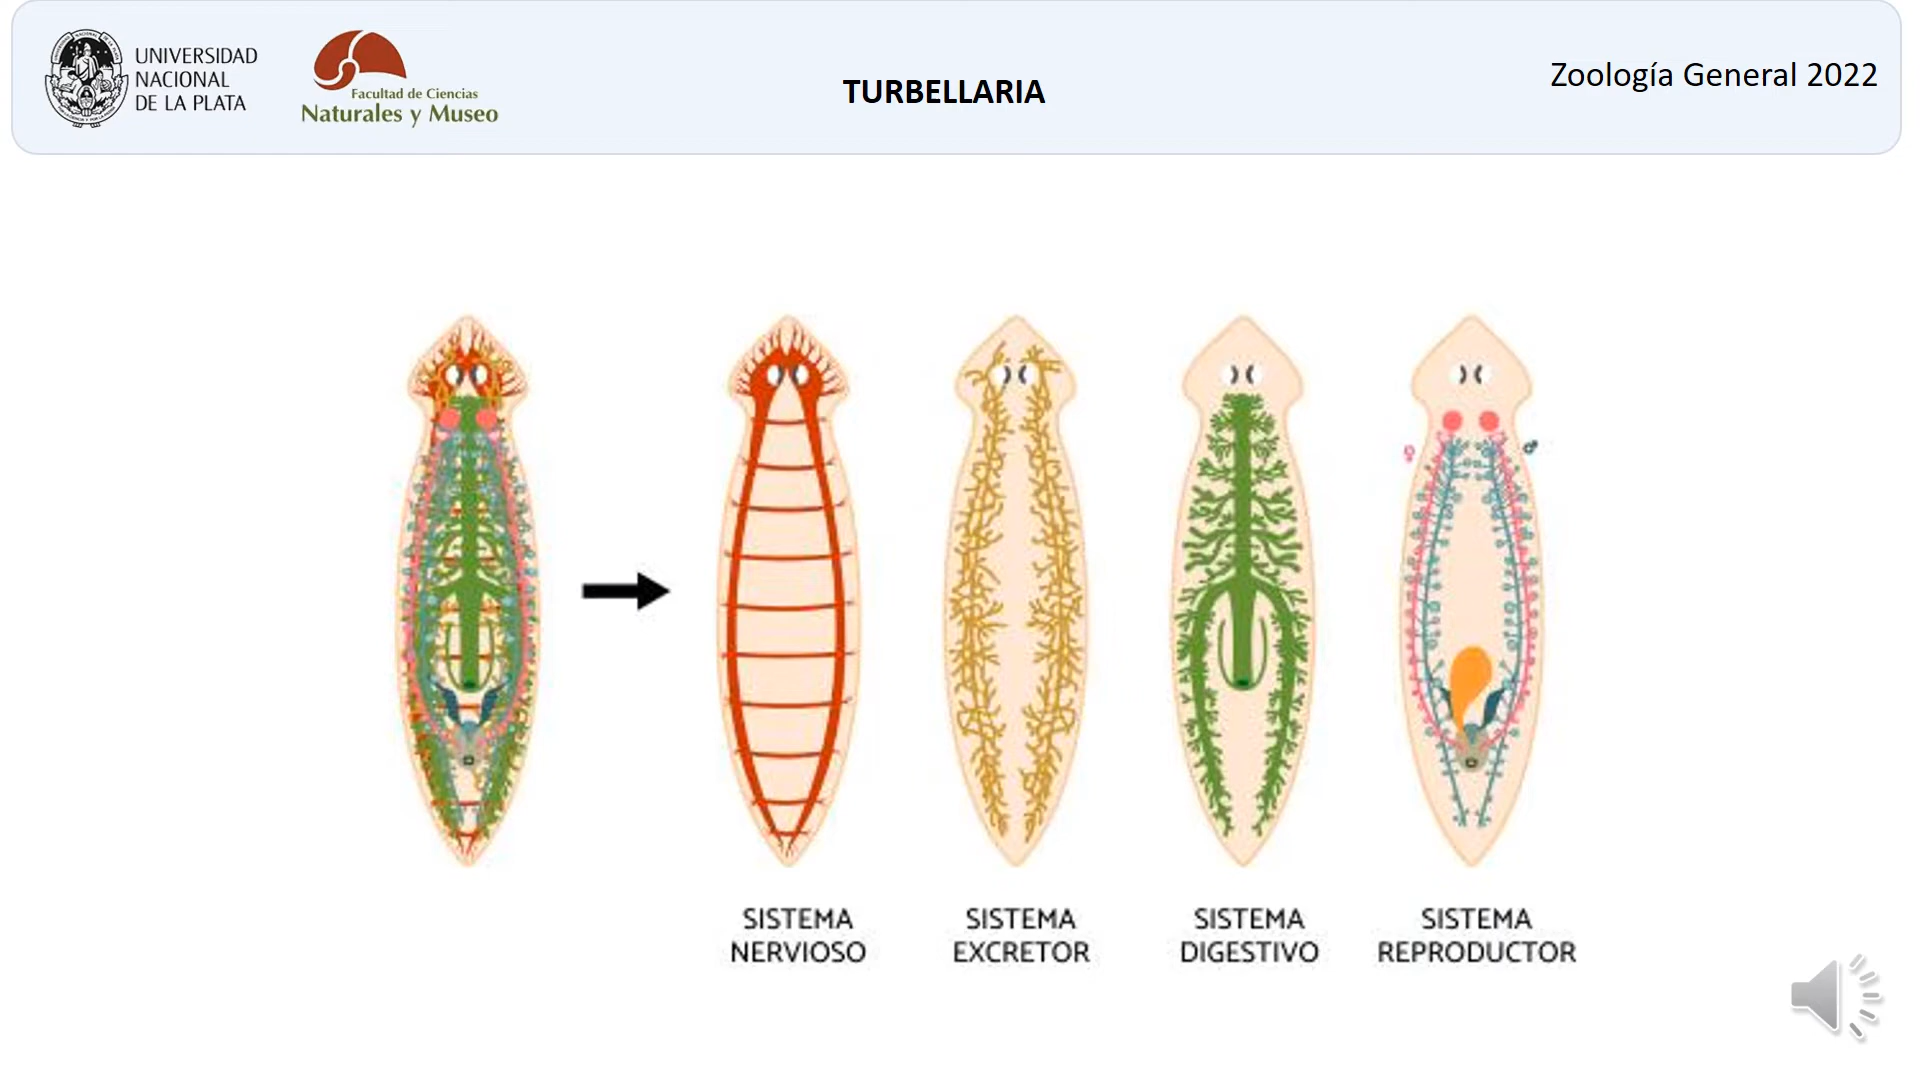 UNIVERSIDAD
NACIONAL
DE LA PLATA
Facultad de Ciencias
Naturales y Museo
TURBELLARIA
Zoología General 2022
♀
♂
SISTEMA
NERVIOSO
SISTEMA
EXCRETOR
SISTEMA
DIGESTIVO
SISTEMA
REPRODUCTOR